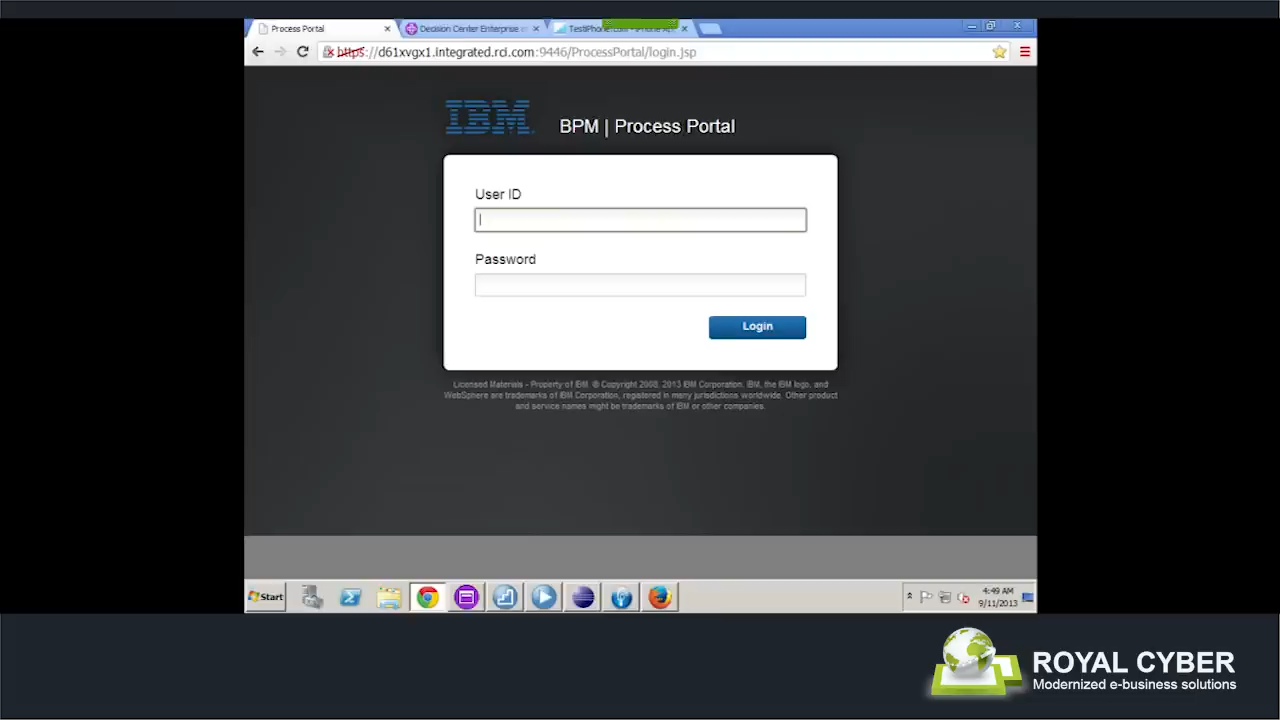 Process Portal
Decision Center Enterprise
https://d61xvgx1.integrated.rci.com:9446/ProcessPortal/login.jsp
IBM
BPM | Process Portal
User ID
Password
Login
Licensed Materials - Property of IBM. © Copyright 2008, 2013 IBM Corporation. IBM, the IBM logo, and
WebSphere are trademarks of IBM Corporation, registered in many jurisdictions worldwide. Other product
and service names might be trademarks of IBM or other companies.
Start
4:49 AM
9/11/2013
ROYAL CYBER
Modernized e-business solutions